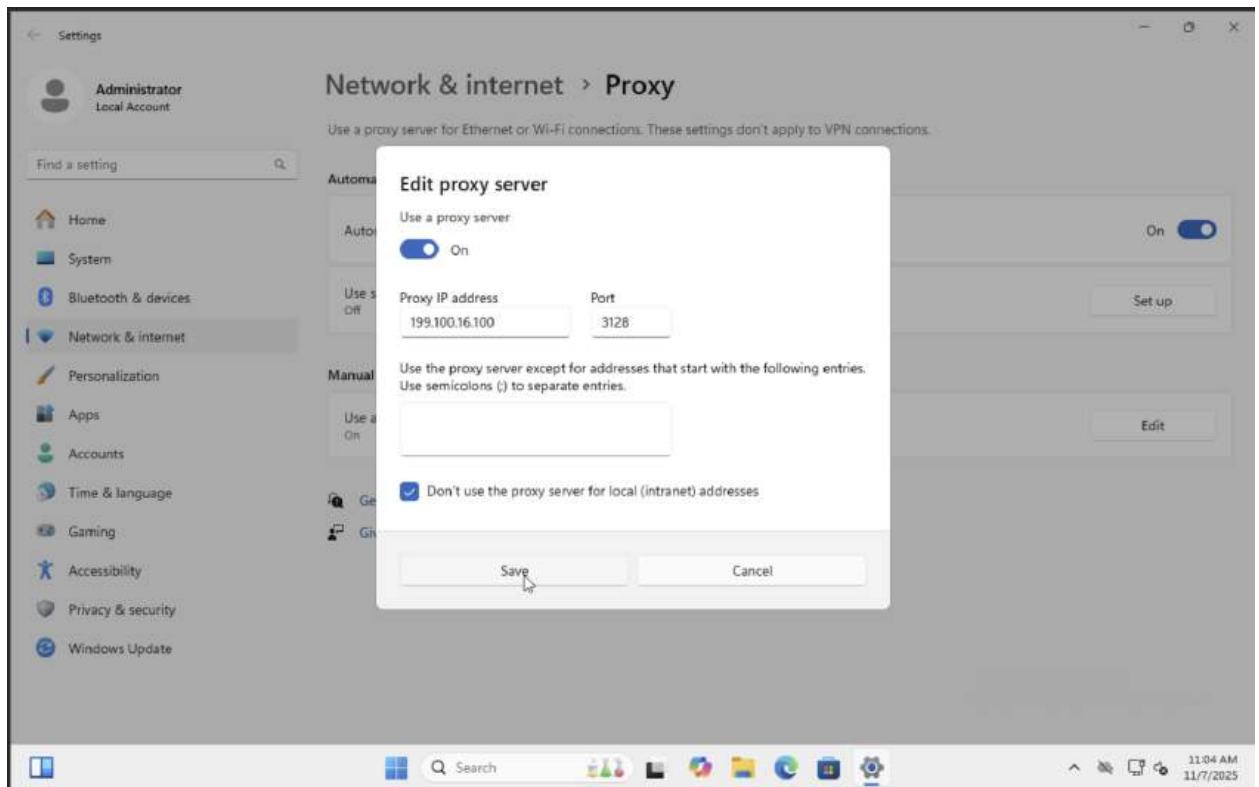 Settings
Administrator
Local Account
Find a setting
Home
System
Bluetooth & devices
Network & internet
Personalization
Apps
Accounts
Time & language
Gaming
Accessibility
Privacy & security
Windows Update
Network & internet > Proxy
Use a proxy server for Ethernet or Wi-Fi connections. These settings don't apply to VPN connections.
Automa
Autor
On
Use s
Off
Set up
Manual
Use a
On
Edit
Ge
Giv
Edit proxy server
Use a proxy server
On
Proxy IP address Port
199.100.16.100 3128
Use the proxy server except for addresses that start with the following entries.
Use semicolons (;) to separate entries.
Don't use the proxy server for local (intranet) addresses
Save Cancel
Search
11:04 AM
11/7/2025